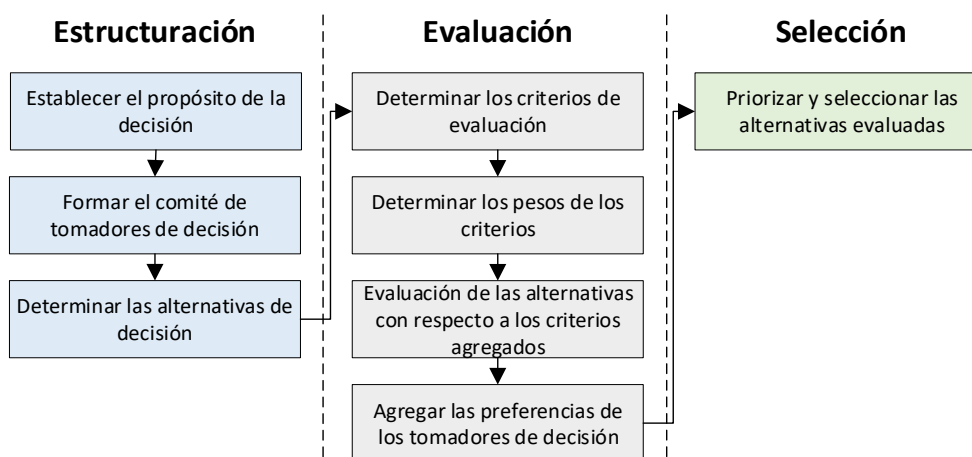 Estructuración
Establecer el propósito de la
decisión
Formar el comité de
tomadores de decisión
Determinar las alternativas de
decisión
Evaluación
Determinar los criterios de
evaluación
Determinar los pesos de los
criterios
Evaluación de las alternativas
con respecto a los criterios
agregados
Agregar las preferencias de
los tomadores de decisión
Selección
Priorizar y seleccionar las
alternativas evaluadas